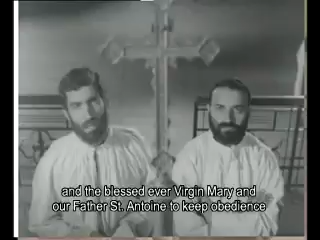 and the blessed ever Virgin Mary and
our Father St. Antoine to keep obedience